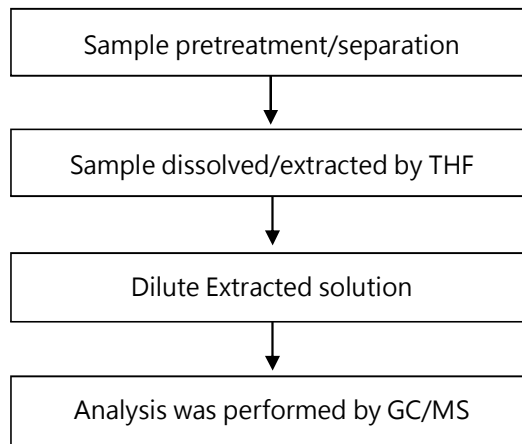 Sample pretreatment/separation
Sample dissolved/extracted by THF
Dilute Extracted solution
Analysis was performed by GC/MS